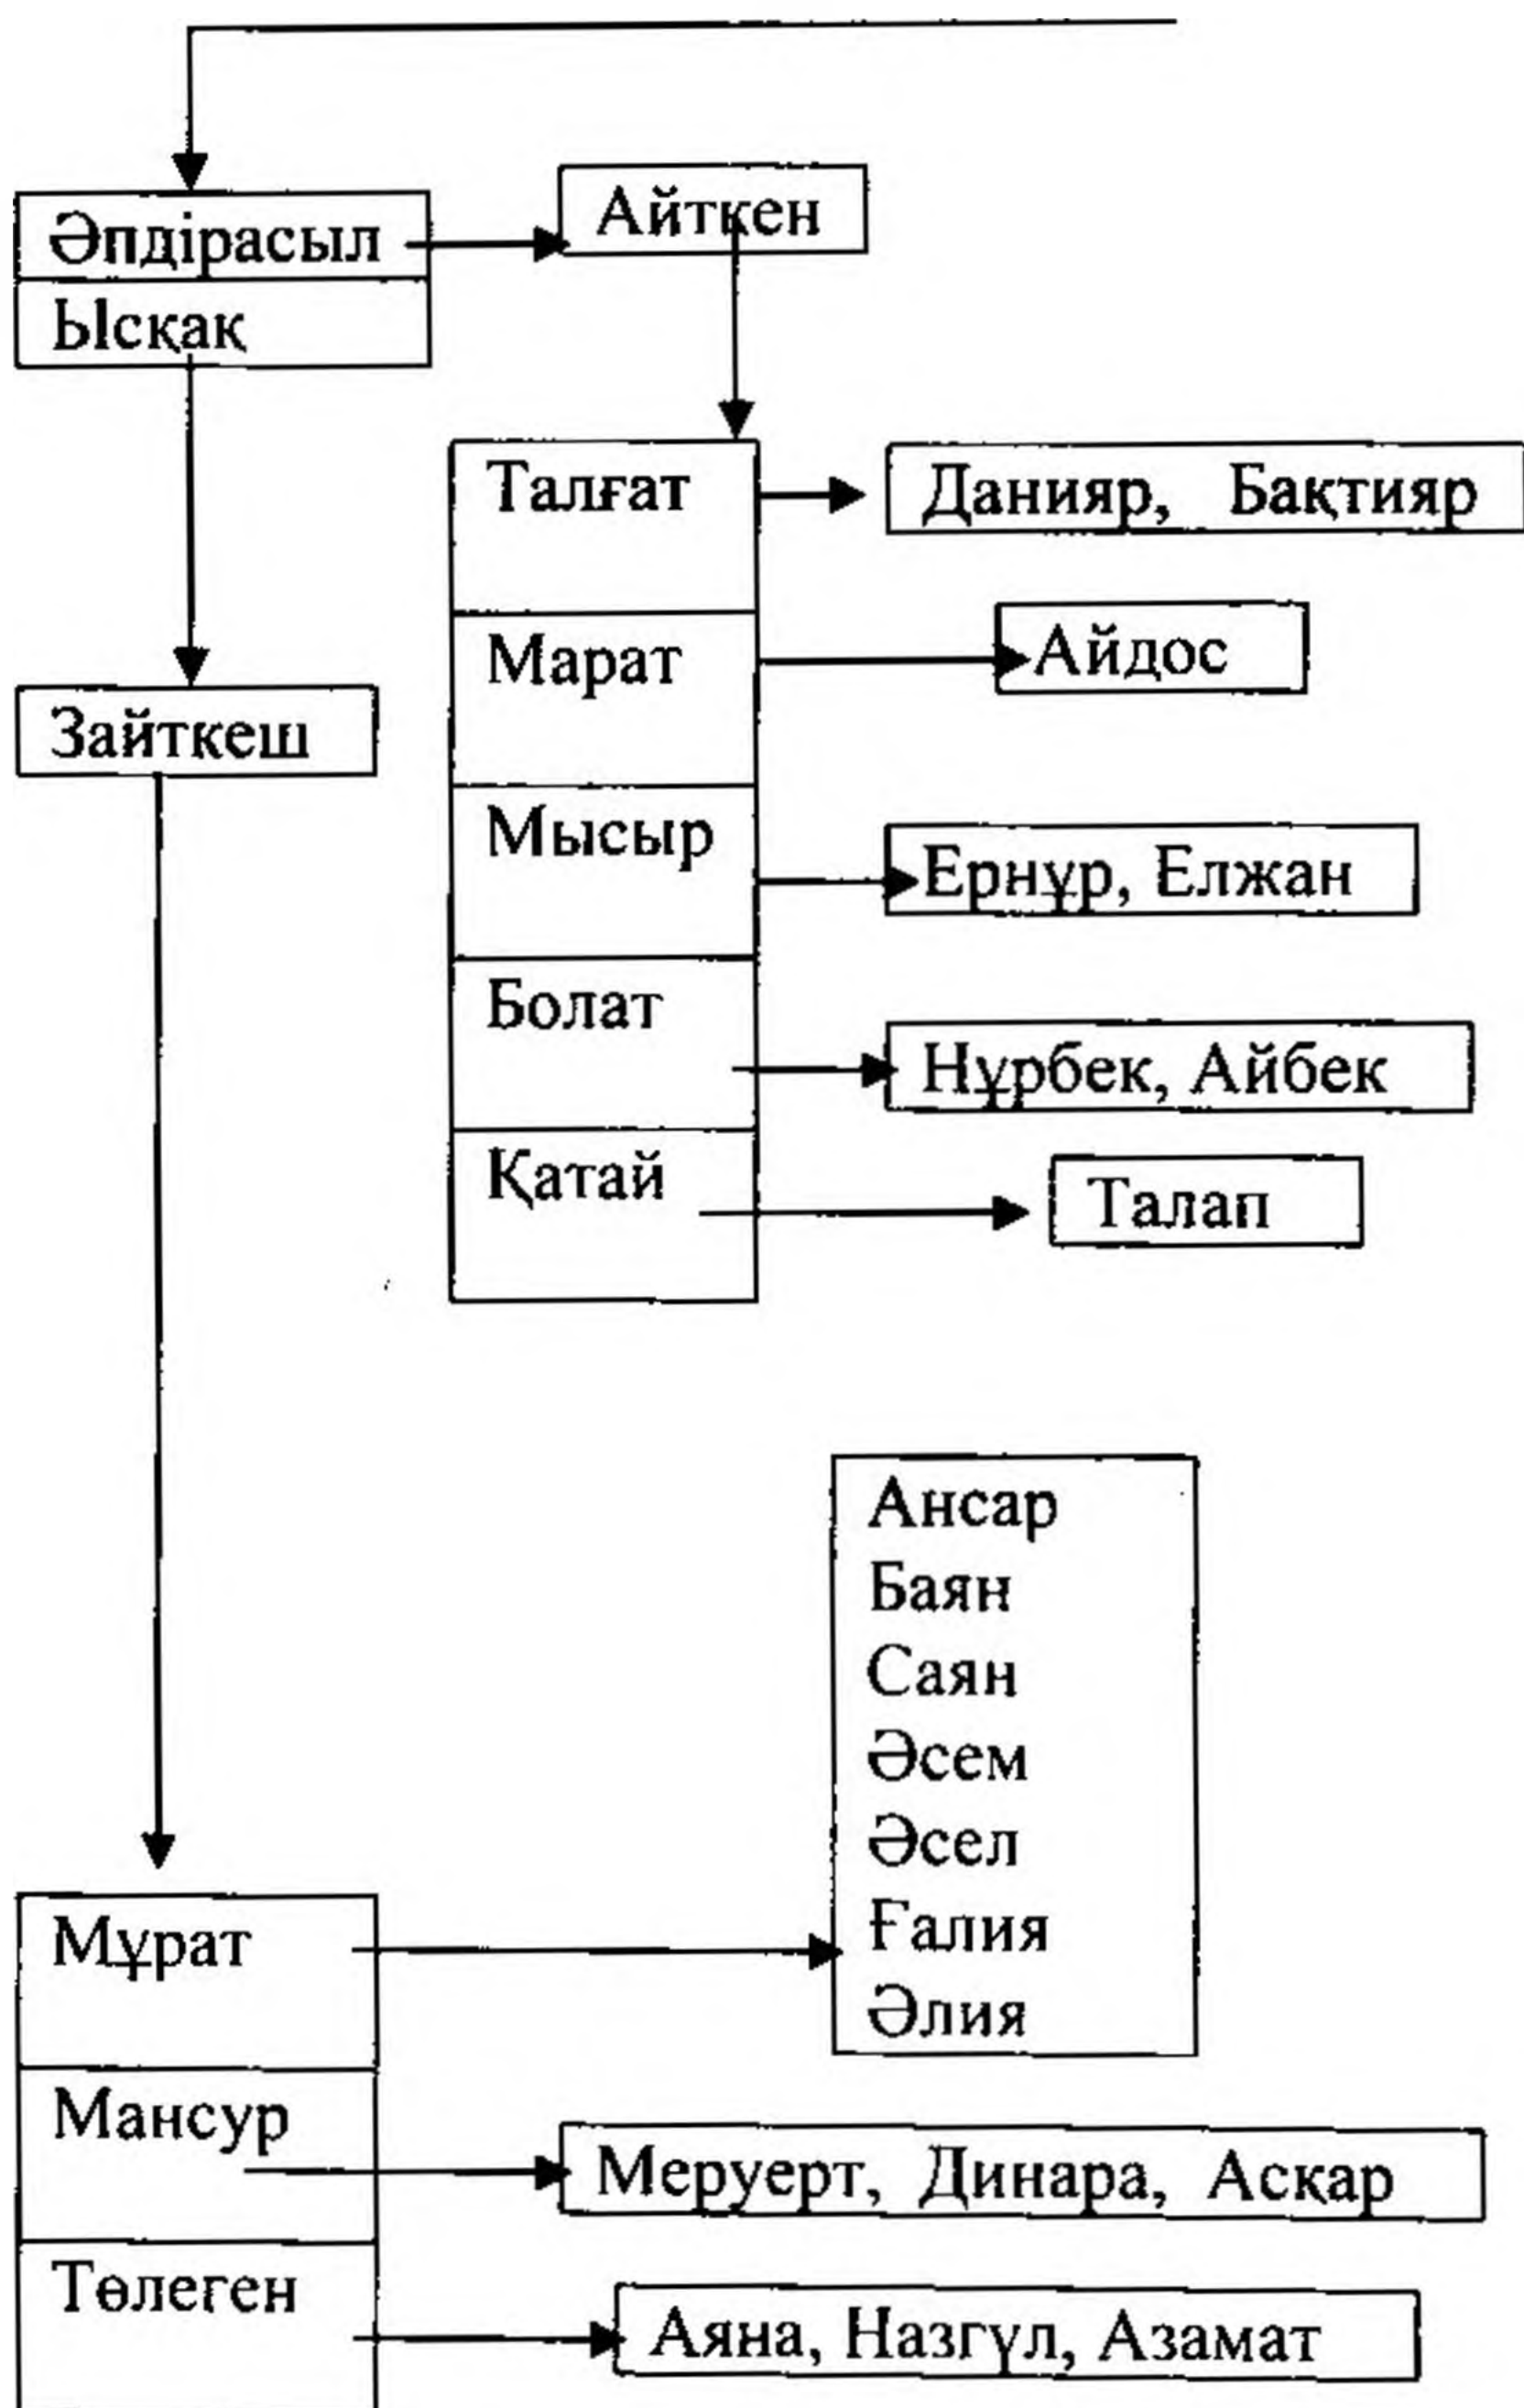 Әпдірасыл
Айткен
Ысқақ
Талғат
Данияр, Бақтияр
Марат
Айдос
Зайткеш
Мысыр
Ернұр, Елжан
Болат
Нұрбек, Айбек
Қатай
Талап
Ансар
Баян
Саян
Әсем
Әсел
Ғалия
Әлия
Мұрат
Мансур
Меруерт, Динара, Асқар
Төлеген
Аяна, Назгүл, Азамат